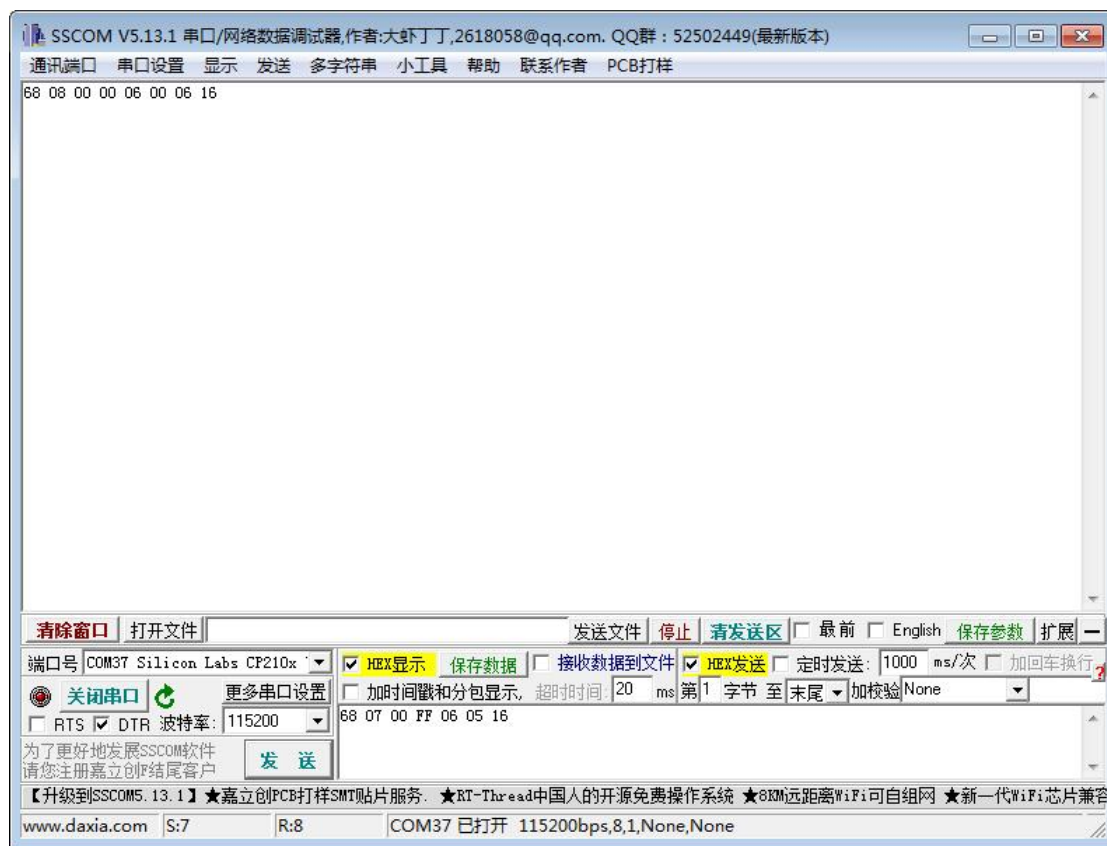 SSCOM V5.13.1 串口/网络数据调试器,作者:大虾丁丁,2618058@qq.com. QQ群：52502449(最新版本)
通讯端口 串口设置 显示 发送 多字符串 小工具 帮助 联系作者 PCB打样
68 08 00 00 06 00 06 16
清除窗口 打开文件 发送文件 停止 清发送区 最前 English 保存参数 扩展 —
端口号 COM37 Silicon Labs CP210x HEX显示 保存数据 接收数据到文件 HEX发送 定时发送: 1000 ms/次 加回车换行
关闭串口 更多串口设置 加时间戳和分包显示, 超时时间: 20 ms 第1 字节 至 末尾 加校验 None ?
RTS DTR 波特率: 115200 68 07 00 FF 06 05 16
为了更好地发展SSCOM软件
请您注册嘉立创F结尾客户 发 送
【升级到SSCOM5.13.1】★嘉立创PCB打样SMT贴片服务. ★RT-Thread中国人的开源免费操作系统 ★8KM远距离WiFi可自组网 ★新一代WiFi芯片兼容
www.daxia.com S:7 R:8 COM37 已打开 115200bps,8,1,None,None